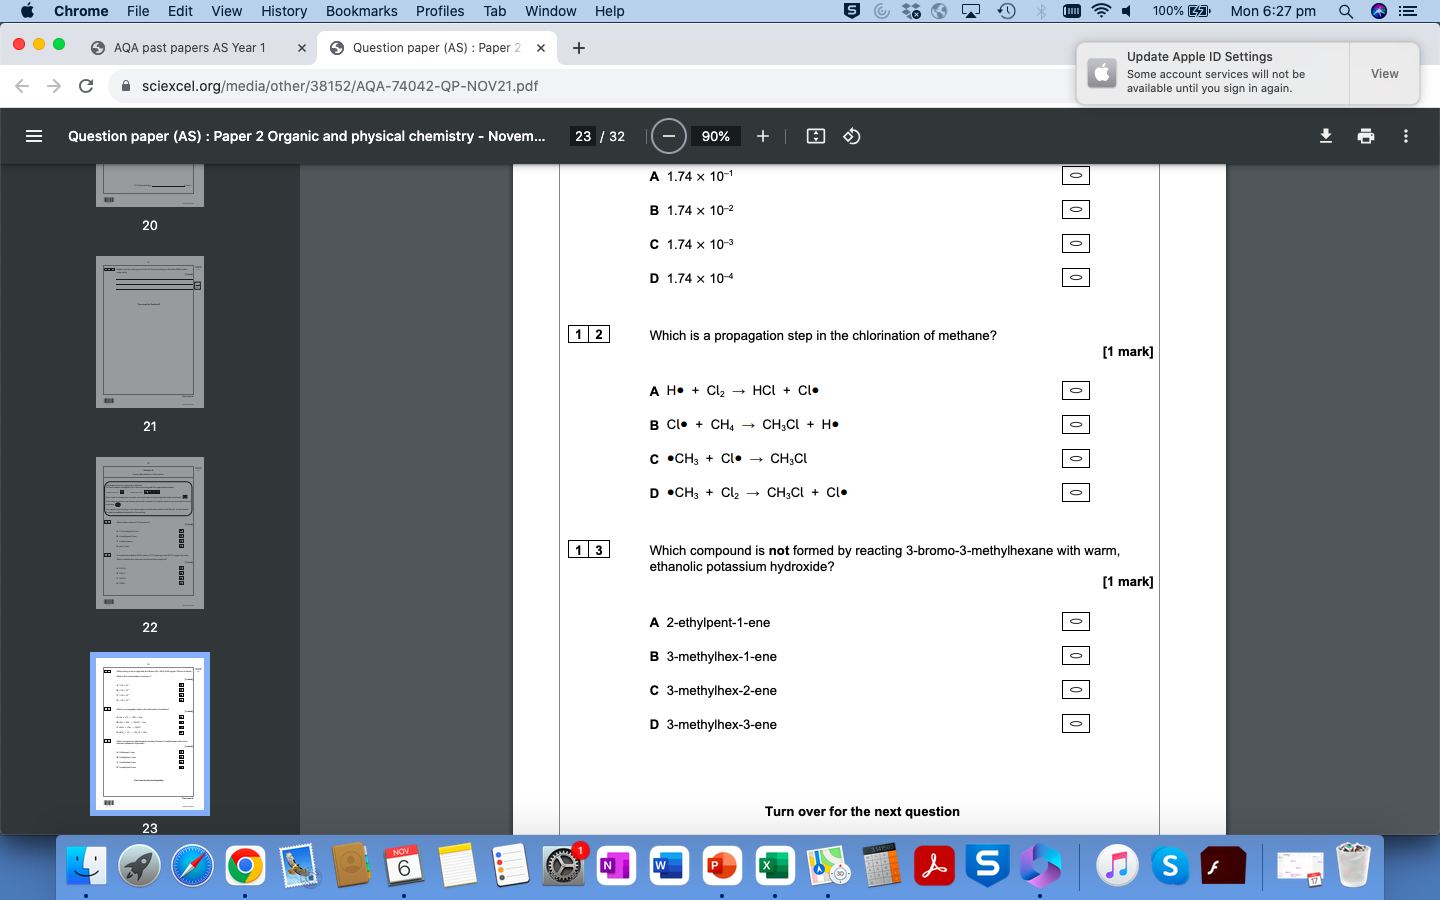 Chrome File Edit View History Bookmarks Profiles Tab Window Help 100% Mon 6:27 pm
AQA past papers AS Year 1
Question paper (AS) : Paper 2
Update Apple ID Settings
Some account services will not be
available until you sign in again.
View
sciexcel.org/media/other/38152/AQA-74042-QP-NOV21.pdf
Question paper (AS) : Paper 2 Organic and physical chemistry - Novem... 23 / 32 90%
20
21
22
23
A 1.74 × 10⁻¹
B 1.74 × 10⁻²
C 1.74 × 10⁻³
D 1.74 × 10⁻⁴
1 2 Which is a propagation step in the chlorination of methane?
[1 mark]
A H• + Cl₂ → HCl + Cl•
B Cl• + CH₄ → CH₃Cl + H•
C •CH₃ + Cl• → CH₃Cl
D •CH₃ + Cl₂ → CH₃Cl + Cl•
1 3 Which compound is not formed by reacting 3-bromo-3-methylhexane with warm,
ethanolic potassium hydroxide?
[1 mark]
A 2-ethylpent-1-ene
B 3-methylhex-1-ene
C 3-methylhex-2-ene
D 3-methylhex-3-ene
Turn over for the next question
NOV
6
1
N
W
P
X
3D
S
S
17